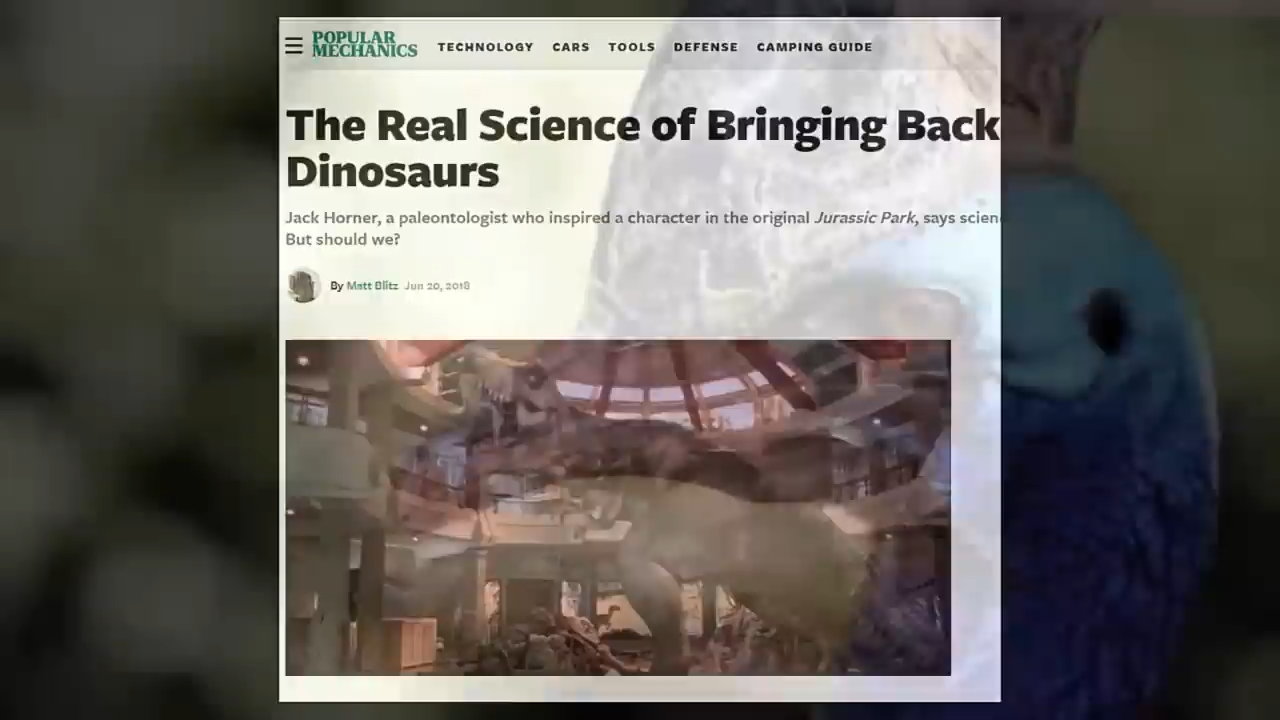 POPULAR
MECHANICS
TECHNOLOGY CARS TOOLS DEFENSE CAMPING GUIDE
The Real Science of Bringing Back
Dinosaurs
Jack Horner, a paleontologist who inspired a character in the original Jurassic Park, says
But should we?
By Matt Blitz Jun 20, 2018